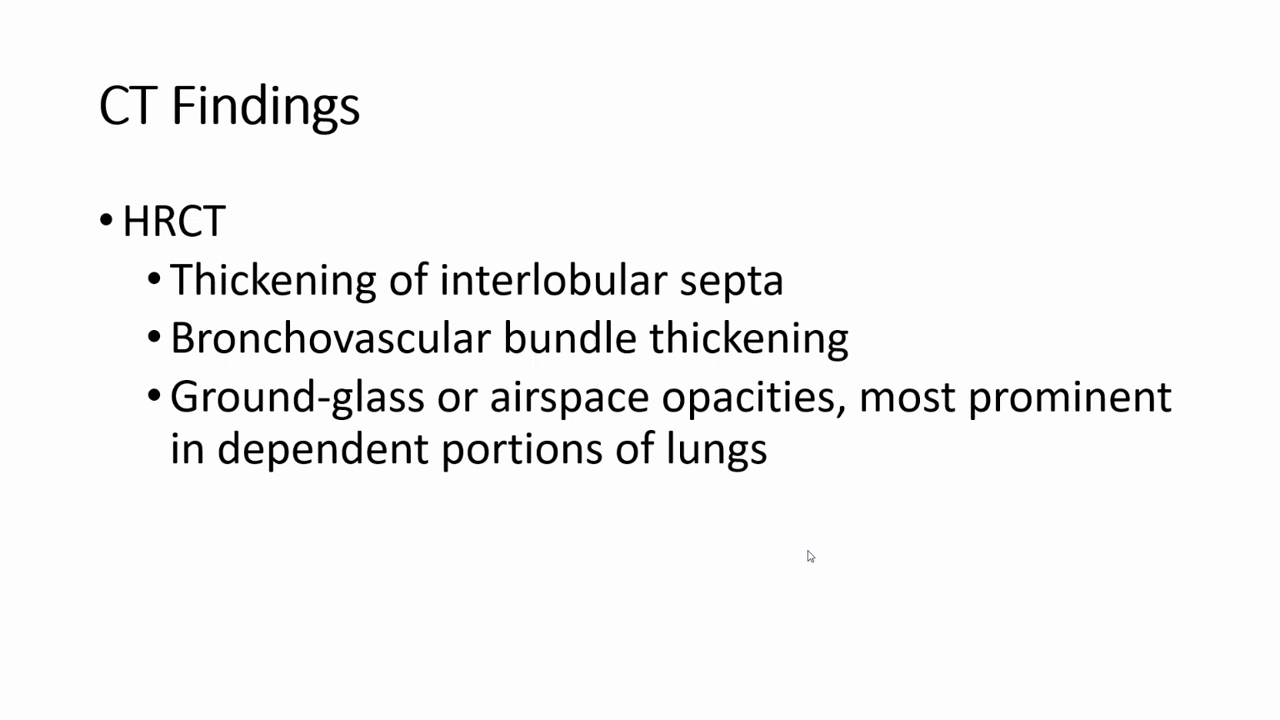 CT Findings
• HRCT
• Thickening of interlobular septa
• Bronchovascular bundle thickening
• Ground-glass or airspace opacities, most prominent
in dependent portions of lungs